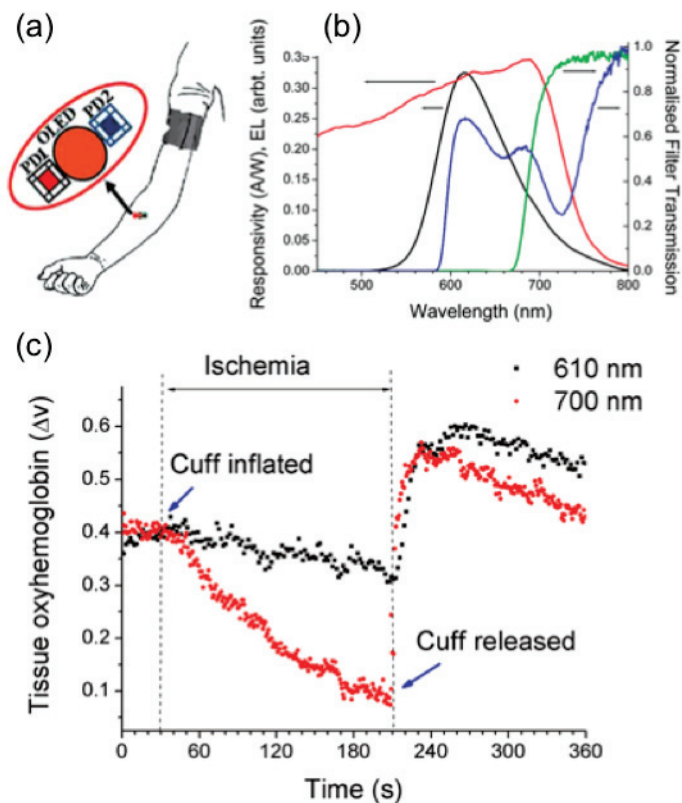 (a)
PD1
OLED
PD2
(b)
Responsivity (A/W), EL (arbt. units)
0.35
0.30
0.25
0.20
0.15
0.10
0.05
0.00
500
600
700
800
Wavelength (nm)
1.0
0.8
0.6
0.4
0.2
0.0
Normalised Filter Transmission
(c)
Ischemia
610 nm
700 nm
Cuff inflated
Cuff released
Tissue oxyhemoglobin (Δv)
0.6
0.5
0.4
0.3
0.2
0.1
0
60
120
180
240
300
360
Time (s)